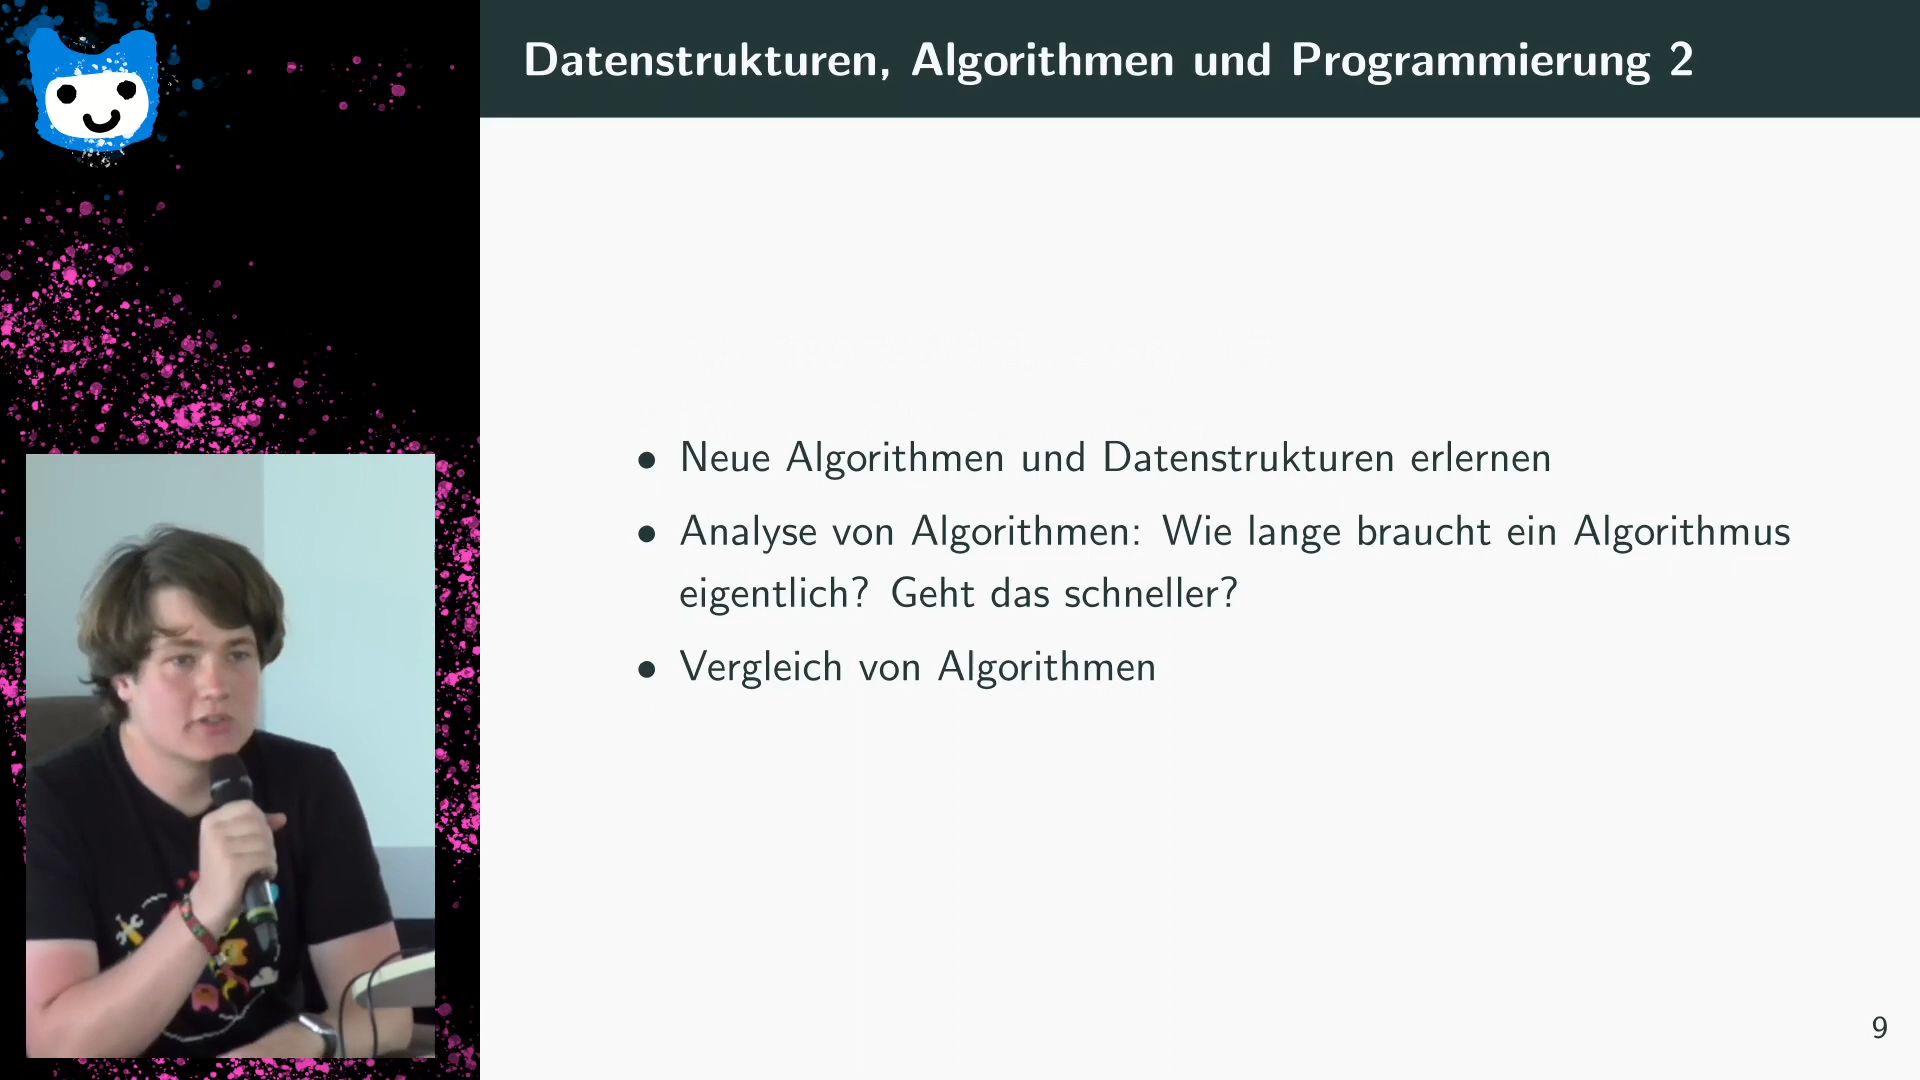 Datenstrukturen, Algorithmen und Programmierung 2
• Neue Algorithmen und Datenstrukturen erlernen
• Analyse von Algorithmen: Wie lange braucht ein Algorithmus
eigentlich? Geht das schneller?
• Vergleich von Algorithmen
9